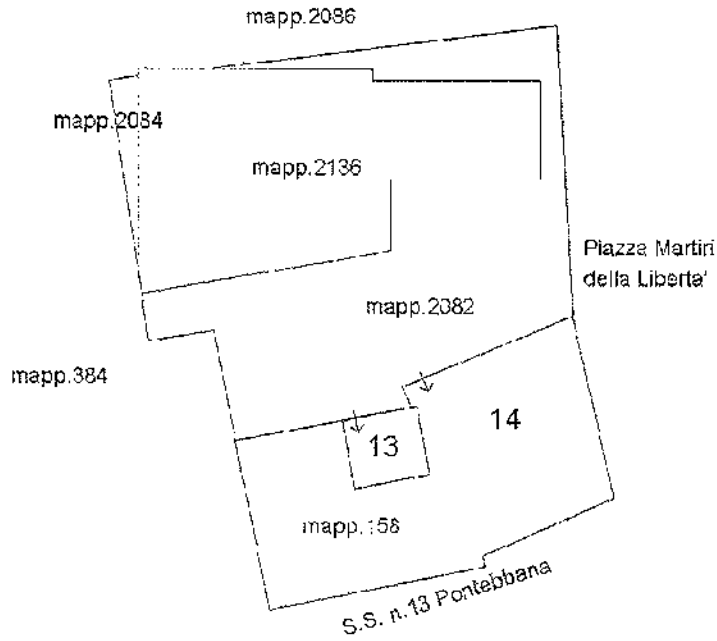 mapp.2086
mapp.2084
mapp.2136
Piazza Martiri
della Liberta'
mapp.2082
mapp.384
14
13
mapp.158
S.S. n.13 Pontebbana